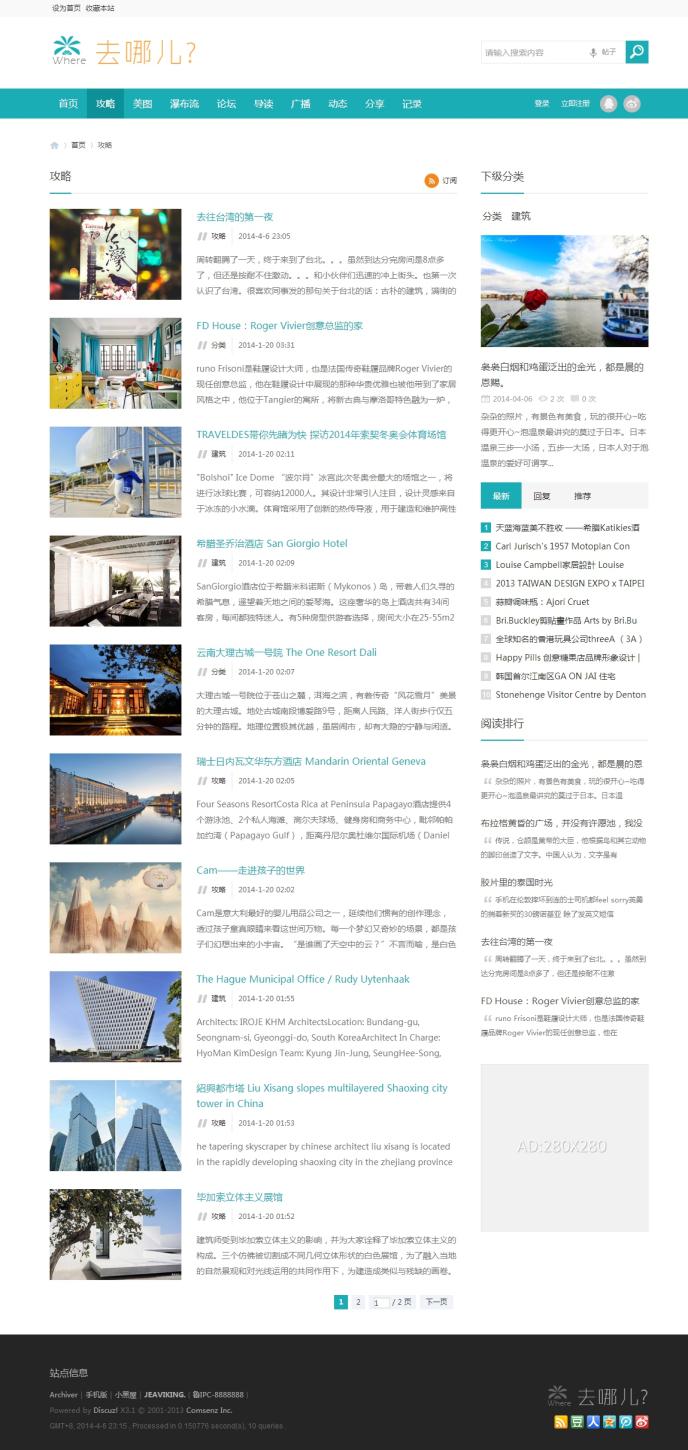 设为首页 收藏本站
Where 去哪儿?
请输入搜索内容 帖子
首页 攻略 美图 瀑布流 论坛 导读 广播 动态 分享 记录 登录 立即注册
首页 攻略
攻略 订阅
去往台湾的第一夜
攻略 2014-4-6 23:05
周转翻腾了一天，终于来到了台北。。。虽然到达分完房间是8点多
了，但还是按耐不住激动。。。和小伙伴们迅速的冲上街头。也第一次
认识了台湾。很喜欢同事发的那句关于台北的话：古朴的建筑，满街的
FD House：Roger Vivier创意总监的家
分类 2014-1-20 03:31
runo Frisoni是鞋履设计大师，也是法国传奇鞋履品牌Roger Vivier的
现任创意总监，他在鞋履设计中展现的那种华贵优雅也被他带到了家居
风格之中，他位于Tangier的寓所，将新古典与摩洛哥特色融为一炉，
TRAVELDES带你先睹为快 探访2014年索契冬奥会体育场馆
建筑 2014-1-20 02:11
"Bolshoi" Ice Dome “波尔肖”冰宫此次冬奥会最大的场馆之一，将
进行冰球比赛，可容纳12000人。其设计非常引人注目，设计灵感来自
于冰冻的小水滴。体育馆采用了创新的热传导液，用于建造和维护高性
希腊圣乔治酒店 San Giorgio Hotel
建筑 2014-1-20 02:09
SanGiorgio酒店位于希腊米科诺斯（Mykonos）岛，带着人们久寻的
希腊气息，遥望着天地之间的爱琴海。这座奢华的岛上酒店共有34间
客房，每间都独特迷人。有5种房型供游客选择，房间大小在25-55m2
云南大理古城一号院 The One Resort Dali
分类 2014-1-20 02:07
大理古城一号院位于苍山之麓，洱海之滨，有着传奇“风花雪月”美景
的大理古城。地处古城南段博爱路9号，距离人民路、洋人街步行仅五
分钟的路程。地理位置极其优越，虽居闹市，却有大隐的宁静与闲适。
瑞士日内瓦文华东方酒店 Mandarin Oriental Geneva
攻略 2014-1-20 02:05
Four Seasons ResortCosta Rica at Peninsula Papagayo酒店提供4
个游泳池、2个私人海滩、高尔夫球场、健身房和商务中心，毗邻帕帕
加约湾（Papagayo Gulf），距离丹尼尔奥杜维尔国际机场（Daniel
Cam——走进孩子的世界
攻略 2014-1-20 02:02
Cam是意大利最好的婴儿用品公司之一，延续他们惯有的创作理念，
透过孩子童真眼睛来看这世间万物。每一个梦幻又奇妙的场景，都是孩
子们幻想出来的小宇宙。“是谁画了天空中的云？”不言而喻，是白色
The Hague Municipal Office / Rudy Uytenhaak
建筑 2014-1-20 01:55
Architects: IROJE KHM ArchitectsLocation: Bundang-gu,
Seongnam-si, Gyeonggi-do, South KoreaArchitect In Charge:
HyoMan KimDesign Team: Kyung Jin-Jung, SeungHee-Song,
紹興都市塔 Liu Xisang slopes multilayered Shaoxing city
tower in China
攻略 2014-1-20 01:53
he tapering skyscraper by chinese architect liu xisang is located
in the rapidly developing shaoxing city in the zhejiang province
毕加索立体主义展馆
攻略 2014-1-20 01:52
建筑师受到毕加索立体主义的影响，并为大家诠释了毕加索立体主义的
构成。三个仿佛被切割成不同几何立体形状的白色展馆，为了融入当地
的自然景观和对光线运用的共同作用下，为建造成类似与残缺的画卷。
1 2 1 / 2 页 下一页
下级分类
分类 建筑
袅袅白烟和鸡蛋泛出的金光，都是晨的
恩赐。
2014-04-06 2 次 0 次
杂杂的照片，有景色有美食，玩的很开心~吃
得更开心~泡温泉最讲究的莫过于日本。日本
温泉三步一小汤，五步一大汤，日本人对于泡
温泉的爱好可谓享...
最新 回复 推荐
1 天蓝海蓝美不胜收 ——希腊Katikies酒
2 Carl Jurisch's 1957 Motoplan Con
3 Louise Campbell家居設計 Louise
4 2013 TAIWAN DESIGN EXPO x TAIPEI
5 蒜瓣调味瓶：Ajori Cruet
6 Bri.Buckley剪贴畫作品 Arts by Bri.Bu
7 全球知名的香港玩具公司threeA（3A）
8 Happy Pills 创意糖果店品牌形象设计 |
9 韩国首尔江南区GA ON JAI 住宅
10 Stonehenge Visitor Centre by Denton
阅读排行
袅袅白烟和鸡蛋泛出的金光，都是晨的恩
杂杂的照片，有景色有美食，玩的很开心~吃得
更开心~泡温泉最讲究的莫过于日本。日本温
布拉格黄昏的广场，并没有许愿池，我没
传说，仓颉是黄帝的大臣，他根据鸟和其它动物
的脚印创造了文字。中国人认为，文字是有
胶片里的泰国时光
手机在伦敦摔坏到连的士司机都feel sorry英磅
的揣着新买的30磅诺基亚 除了发英文短信
去往台湾的第一夜
周转翻腾了一天，终于来到了台北。。。虽然到
达分完房间是8点多了，但还是按耐不住激
FD House：Roger Vivier创意总监的家
runo Frisoni是鞋履设计大师，也是法国传奇鞋
履品牌Roger Vivier的现任创意总监，他在
AD:280X280
站点信息
Archiver | 手机版 | 小黑屋 | JEAVIKING. ( 鲁IPC-8888888 )
Powered by Discuz! X3.1 © 2001-2013 Comsenz Inc.
GMT+8, 2014-4-6 23:15 , Processed in 0.150776 second(s), 10 queries .
Where 去哪儿?